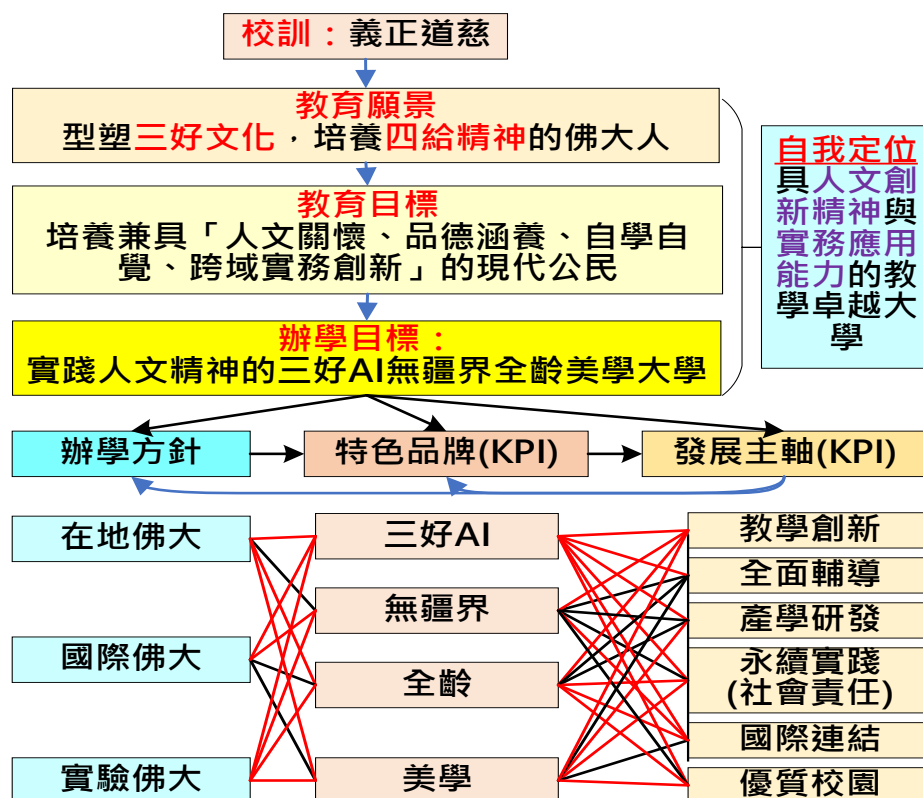 校訓：義正道慈
教育願景
型塑三好文化，培養四給精神的佛大人
教育目標
培養兼具「人文關懷、品德涵養、自學自
覺、跨域實務創新」的現代公民
辦學目標：
實踐人文精神的三好AI無疆界全齡美學大學
自我定位
具人文創
新精神與
實務應用
能力的教
學卓越大
學
辦學方針
特色品牌(KPI)
發展主軸(KPI)
在地佛大
國際佛大
實驗佛大
三好AI
無疆界
全齡
美學
教學創新
全面輔導
產學研發
永續實踐
(社會責任)
國際連結
優質校園